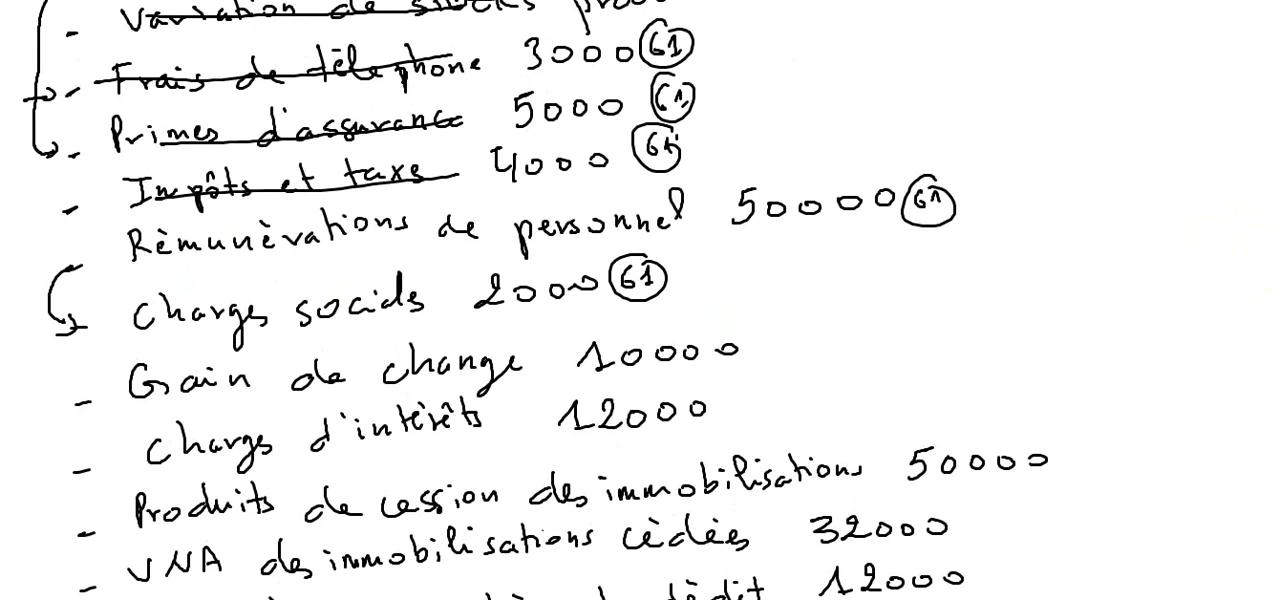 - Variation de stocks
- Frais de téléphone 3000 61
- Primes d'assurance 5000 61
- Impôts et taxe 4000 61
- Rèmunèrations de personnel 50000 61
charges socials 2000 61
- Gain de change 10000
- charges d'intérêts 12000
- Produits de cession des immobilisations 50000
- VNA des immobilisations cèdées 32000
12000